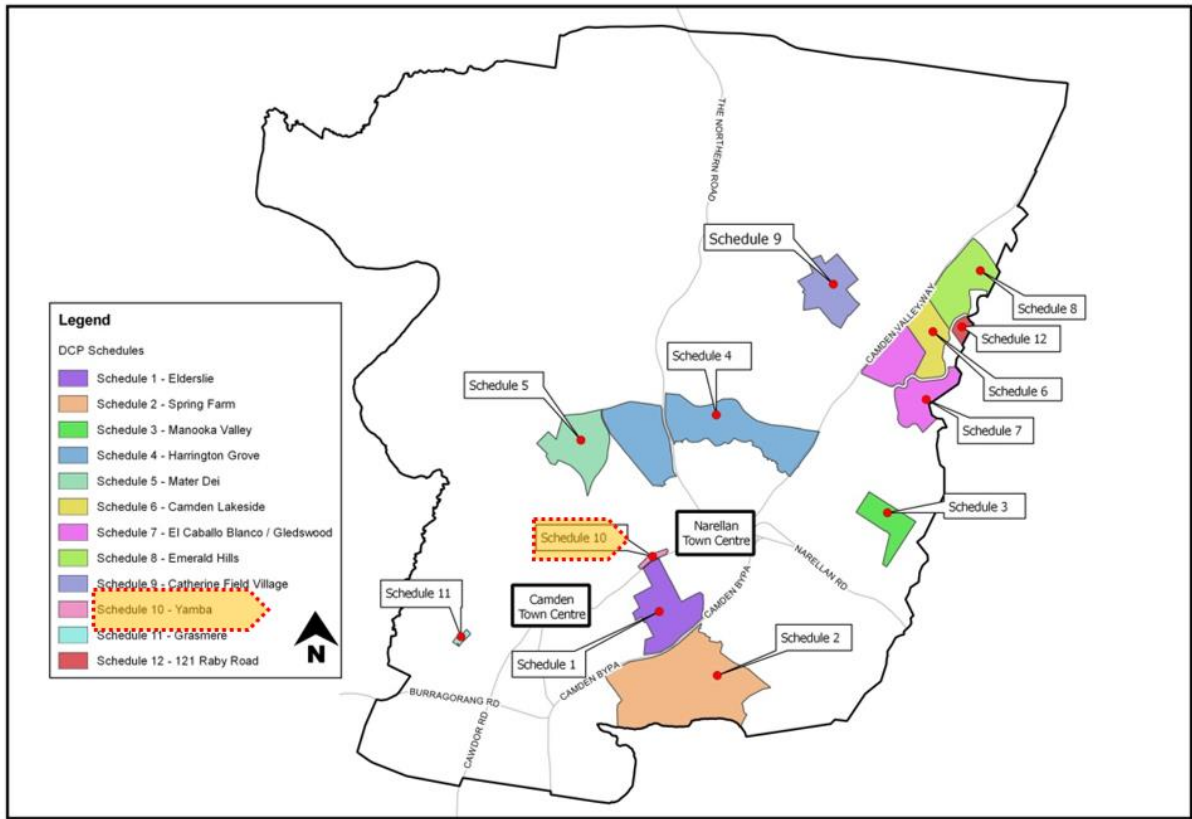 THE NORTHERN ROAD
Schedule 9
CAMDEN VALLEY WAY
Schedule 8
Schedule 12
Schedule 6
Schedule 7
Schedule 4
Schedule 5
Schedule 3
Legend
DCP Schedules
Schedule 1 - Elderslie
Schedule 2 - Spring Farm
Schedule 3 - Manooka Valley
Schedule 4 - Harrington Grove
Schedule 5 - Mater Dei
Schedule 6 - Camden Lakeside
Schedule 7 - El Caballo Blanco / Gledswood
Schedule 8 - Emerald Hills
Schedule 9 - Catherine Field Village
Schedule 10 - Yamba
Schedule 11 - Grasmere
Schedule 12 - 121 Raby Road
N
Schedule 10
Narellan
Town Centre
NARELLAN RD
Schedule 11
Camden
Town Centre
CAMDEN BYPA
Schedule 1
Schedule 2
CAMDEN BYPA
BURRAGORANG RD
CAWDOR RD